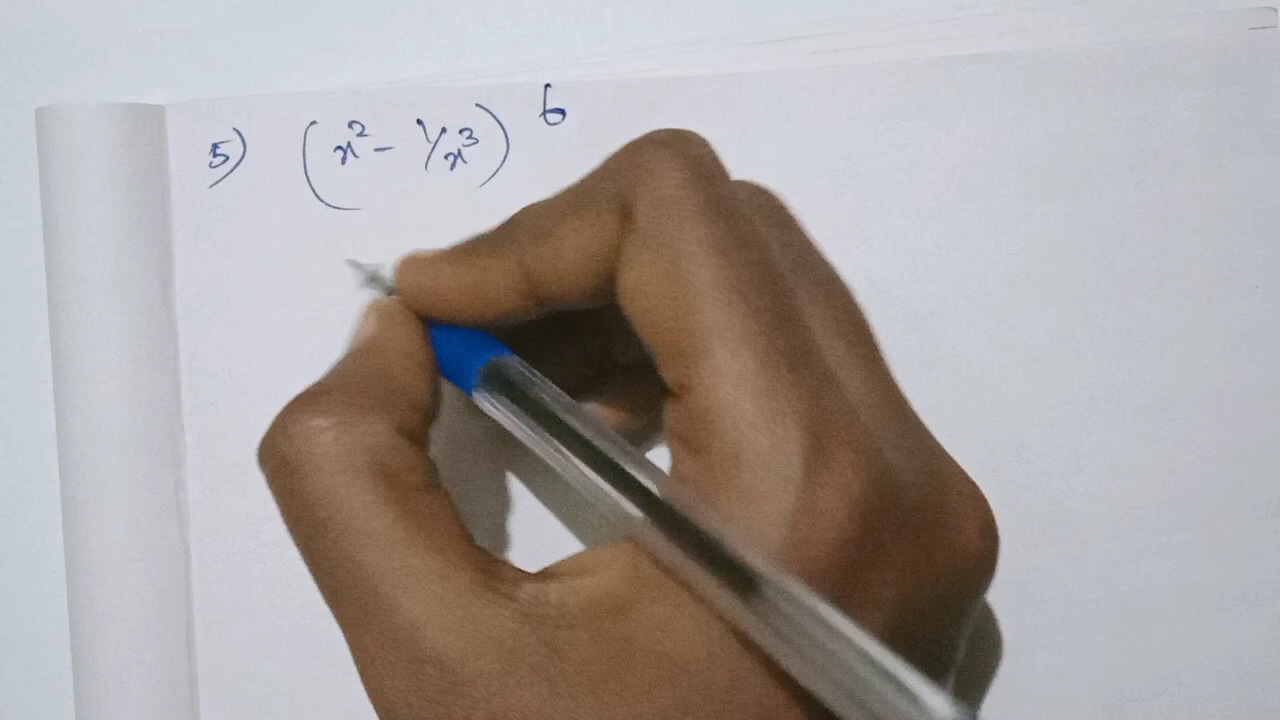 5) (x² - 1/x³)⁶